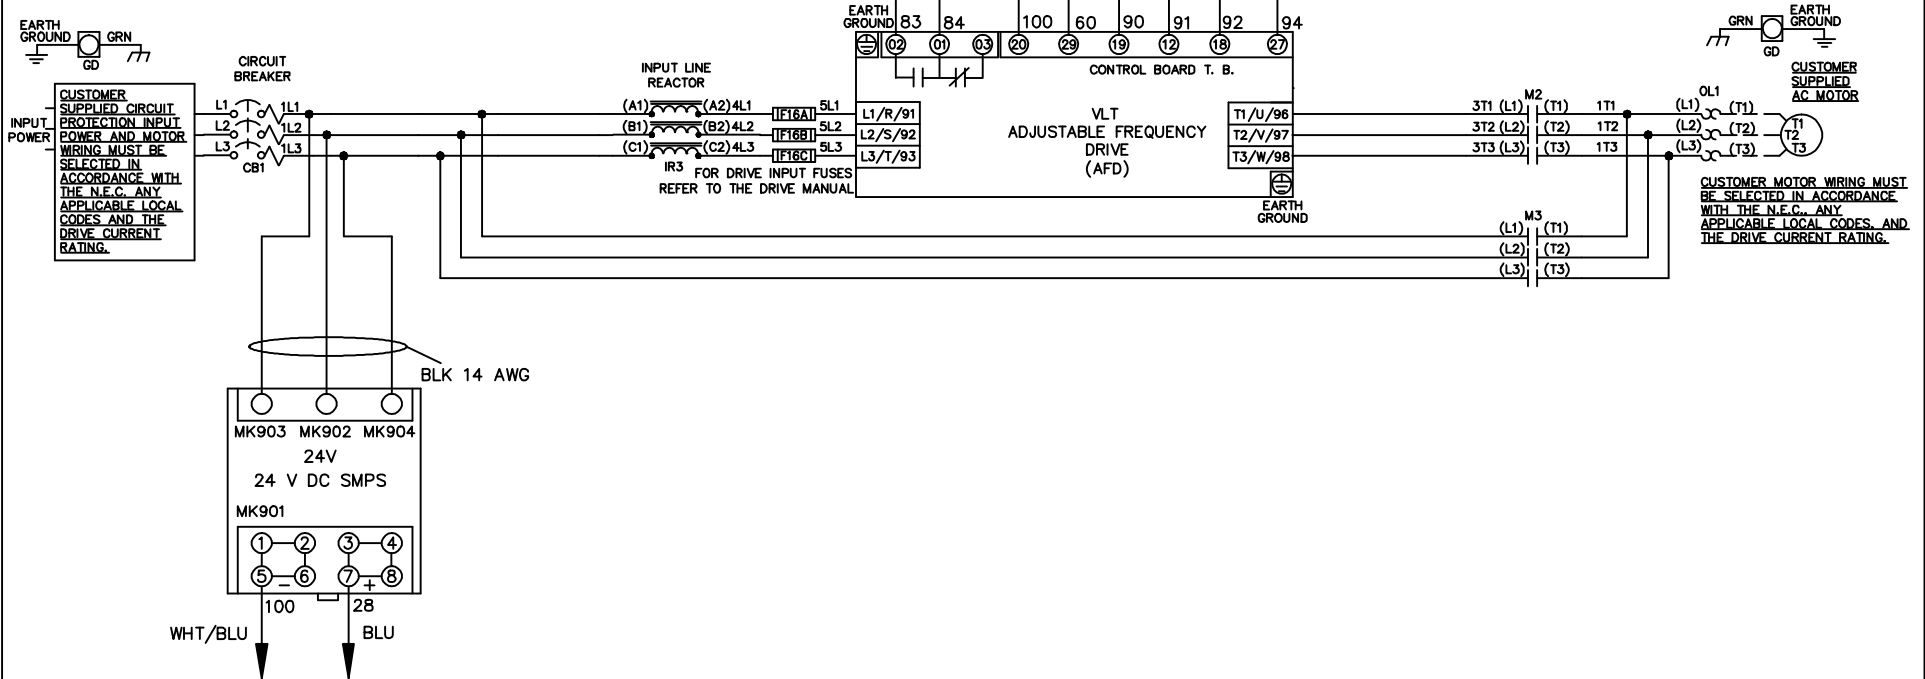 EARTH
GROUND
GRN
GD
CUSTOMER
SUPPLIED CIRCUIT
PROTECTION INPUT
POWER AND MOTOR
WIRING MUST BE
SELECTED IN
ACCORDANCE WITH
THE N.E.C. ANY
APPLICABLE LOCAL
CODES AND THE
DRIVE CURRENT
RATING.
INPUT
POWER
CIRCUIT
BREAKER
L1 1L1
L2 1L2
L3 1L3
CB1
INPUT LINE
REACTOR
(A1) (A2) 4L1 F16A 5L1
(B1) (B2) 4L2 F16B 5L2
(C1) (C2) 4L3 F16C 5L3
IR3
FOR DRIVE INPUT FUSES
REFER TO THE DRIVE MANUAL
EARTH
GROUND
83 84 100 60 90 91 92 94
02 01 03 20 29 19 12 18 27
CONTROL BOARD T. B.
L1/R/91
L2/S/92
L3/T/93
VLT
ADJUSTABLE FREQUENCY
DRIVE
(AFD)
T1/U/96
T2/V/97
T3/W/98
EARTH
GROUND
M2
3T1 (L1) (T1) 1T1
3T2 (L2) (T2) 1T2
3T3 (L3) (T3) 1T3
M3
(L1) (T1)
(L2) (T2)
(L3) (T3)
OL1
(L1) (T1)
(L2) (T2)
(L3) (T3)
T1
T2
T3
GRN
GD
EARTH
GROUND
CUSTOMER
SUPPLIED
AC MOTOR
CUSTOMER MOTOR WIRING MUST
BE SELECTED IN ACCORDANCE
WITH THE N.E.C., ANY
APPLICABLE LOCAL CODES, AND
THE DRIVE CURRENT RATING.
BLK 14 AWG
MK903 MK902 MK904
24V
24 V DC SMPS
MK901
1 2 3 4
5 6 7 8
- +
100 28
WHT/BLU BLU